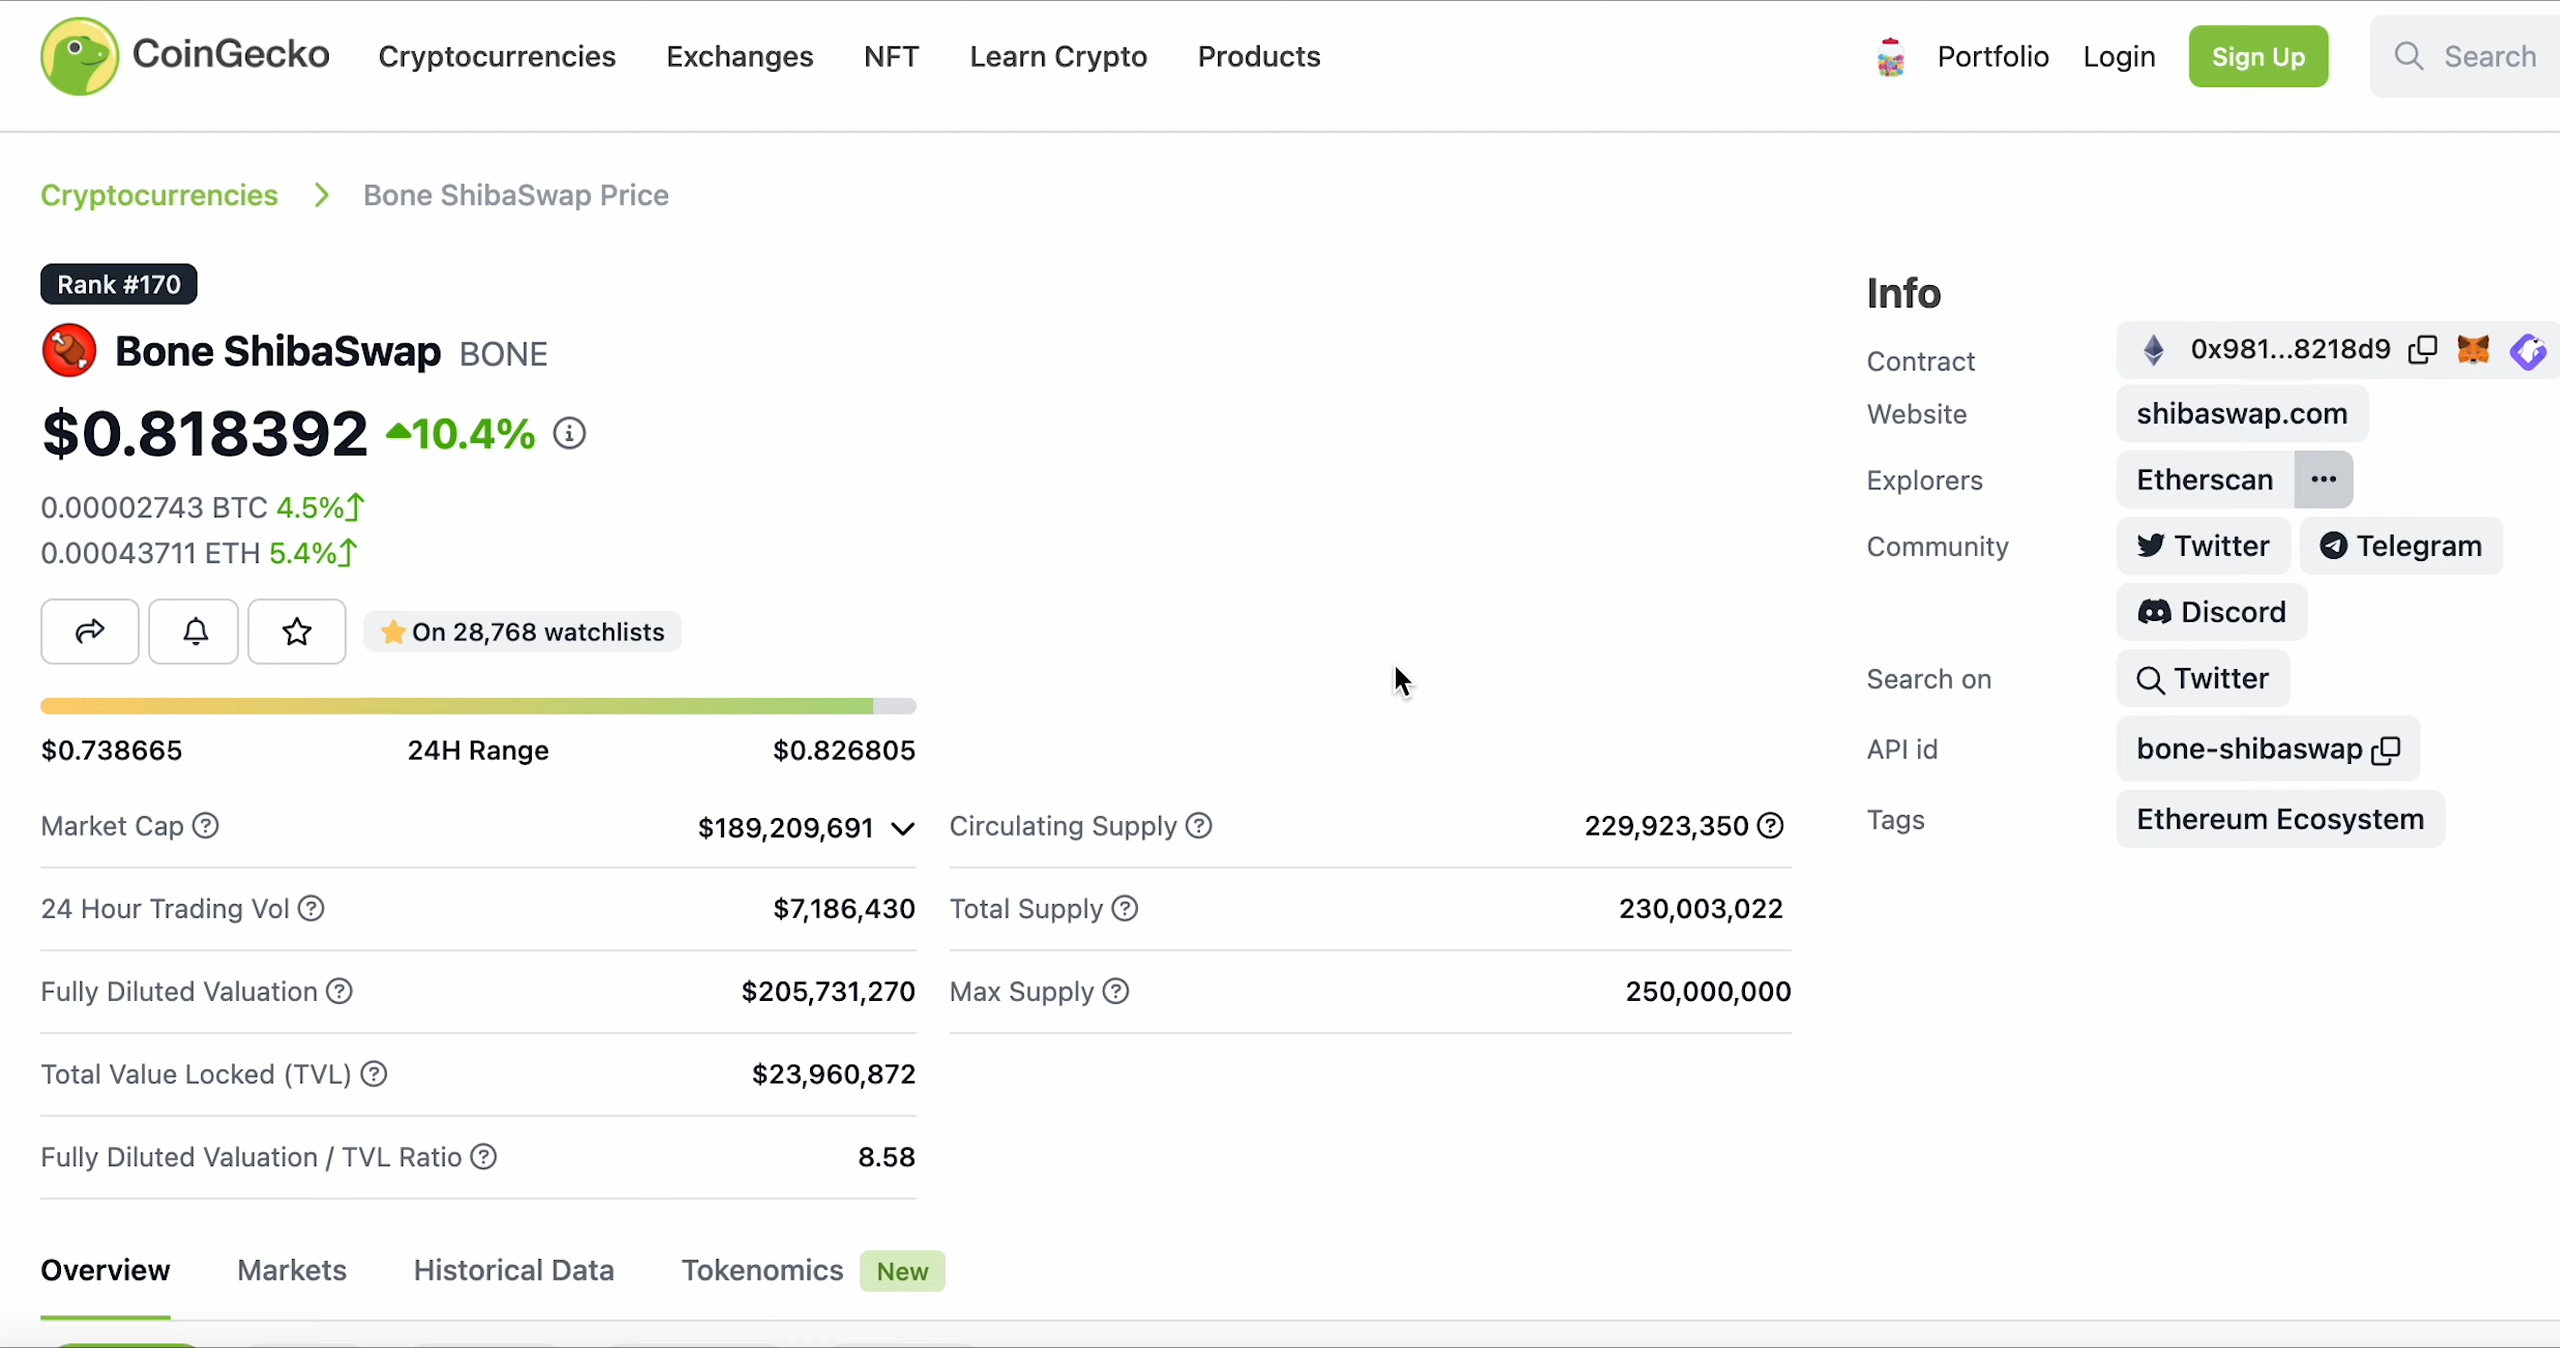 CoinGecko Cryptocurrencies Exchanges NFT Learn Crypto Products Portfolio Login Sign Up Search
Cryptocurrencies Bone ShibaSwap Price
Rank #170
Bone ShibaSwap BONE
$0.818392 10.4%
0.00002743 BTC 4.5%
0.00043711 ETH 5.4%
On 28,768 watchlists
$0.738665 24H Range $0.826805
Market Cap $189,209,691
24 Hour Trading Vol $7,186,430
Fully Diluted Valuation $205,731,270
Total Value Locked (TVL) $23,960,872
Fully Diluted Valuation / TVL Ratio 8.58
Circulating Supply 229,923,350
Total Supply 230,003,022
Max Supply 250,000,000
Info
Contract 0x981...8218d9
Website shibaswap.com
Explorers Etherscan ...
Community Twitter Telegram
Discord
Search on Twitter
API id bone-shibaswap
Tags Ethereum Ecosystem
Overview Markets Historical Data Tokenomics New